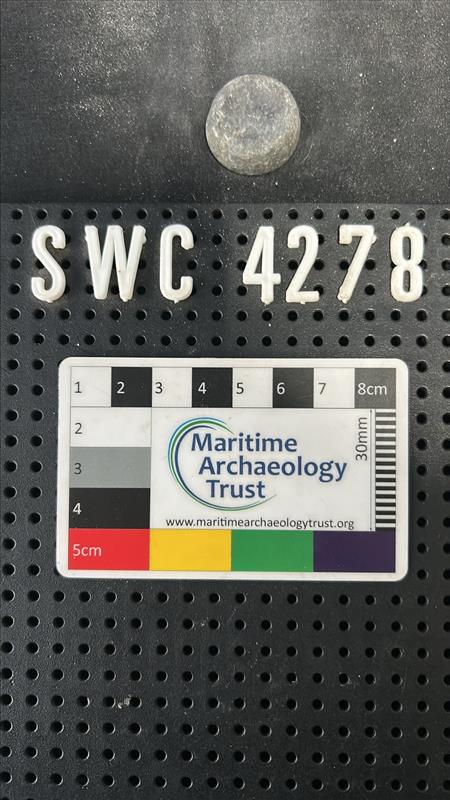 SWC 4278
1 2 3 4 5 6 7 8cm
2
3
4
5cm
30mm
Maritime
Archaeology
Trust
www.maritimearchaeologytrust.org